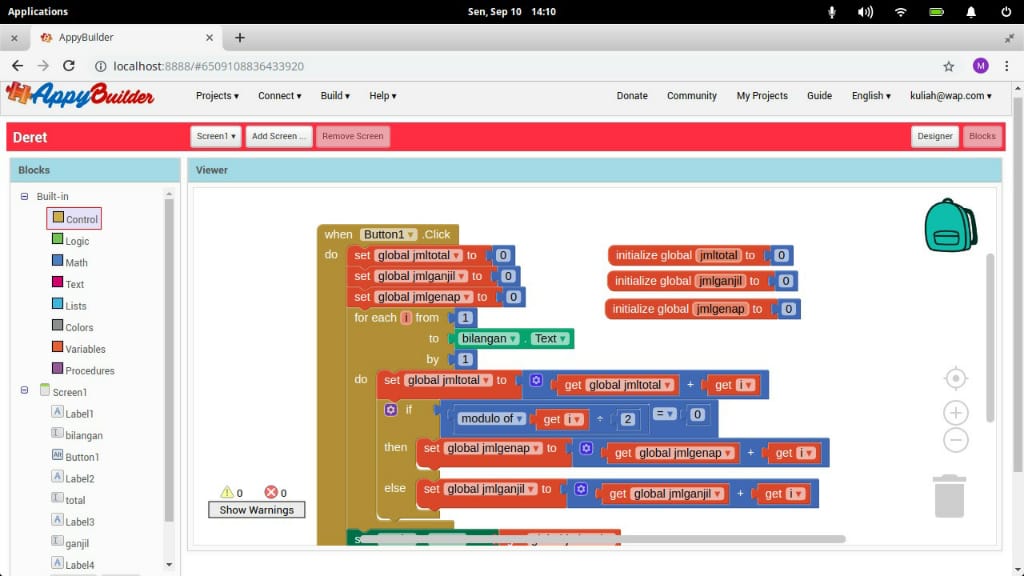 Applications
Sen, Sep 10 14:10
AppyBuilder
localhost:8888/#6509108836433920
M
AppyBuilder
Projects ▾ Connect ▾ Build ▾ Help ▾
Donate Community My Projects Guide English ▾ kuliah@wap.com ▾
Deret
Screen1 ▾ Add Screen ... Remove Screen
Designer Blocks
Blocks
Viewer
Built-in
Control
Logic
Math
Text
Lists
Colors
Variables
Procedures
Screen1
Label1
bilangan
Button1
Label2
total
Label3
ganjil
Label4
when Button1 .Click
do set global jmltotal to 0
set global jmlganjil to 0
set global jmlgenap to 0
for each i from 1
to bilangan . Text
by 1
do set global jmltotal to get global jmltotal + get i
if modulo of get i ÷ 2 = 0
then set global jmlgenap to get global jmlgenap + get i
else set global jmlganjil to get global jmlganjil + get i
initialize global jmltotal to 0
initialize global jmlganjil to 0
initialize global jmlgenap to 0
0 0
Show Warnings